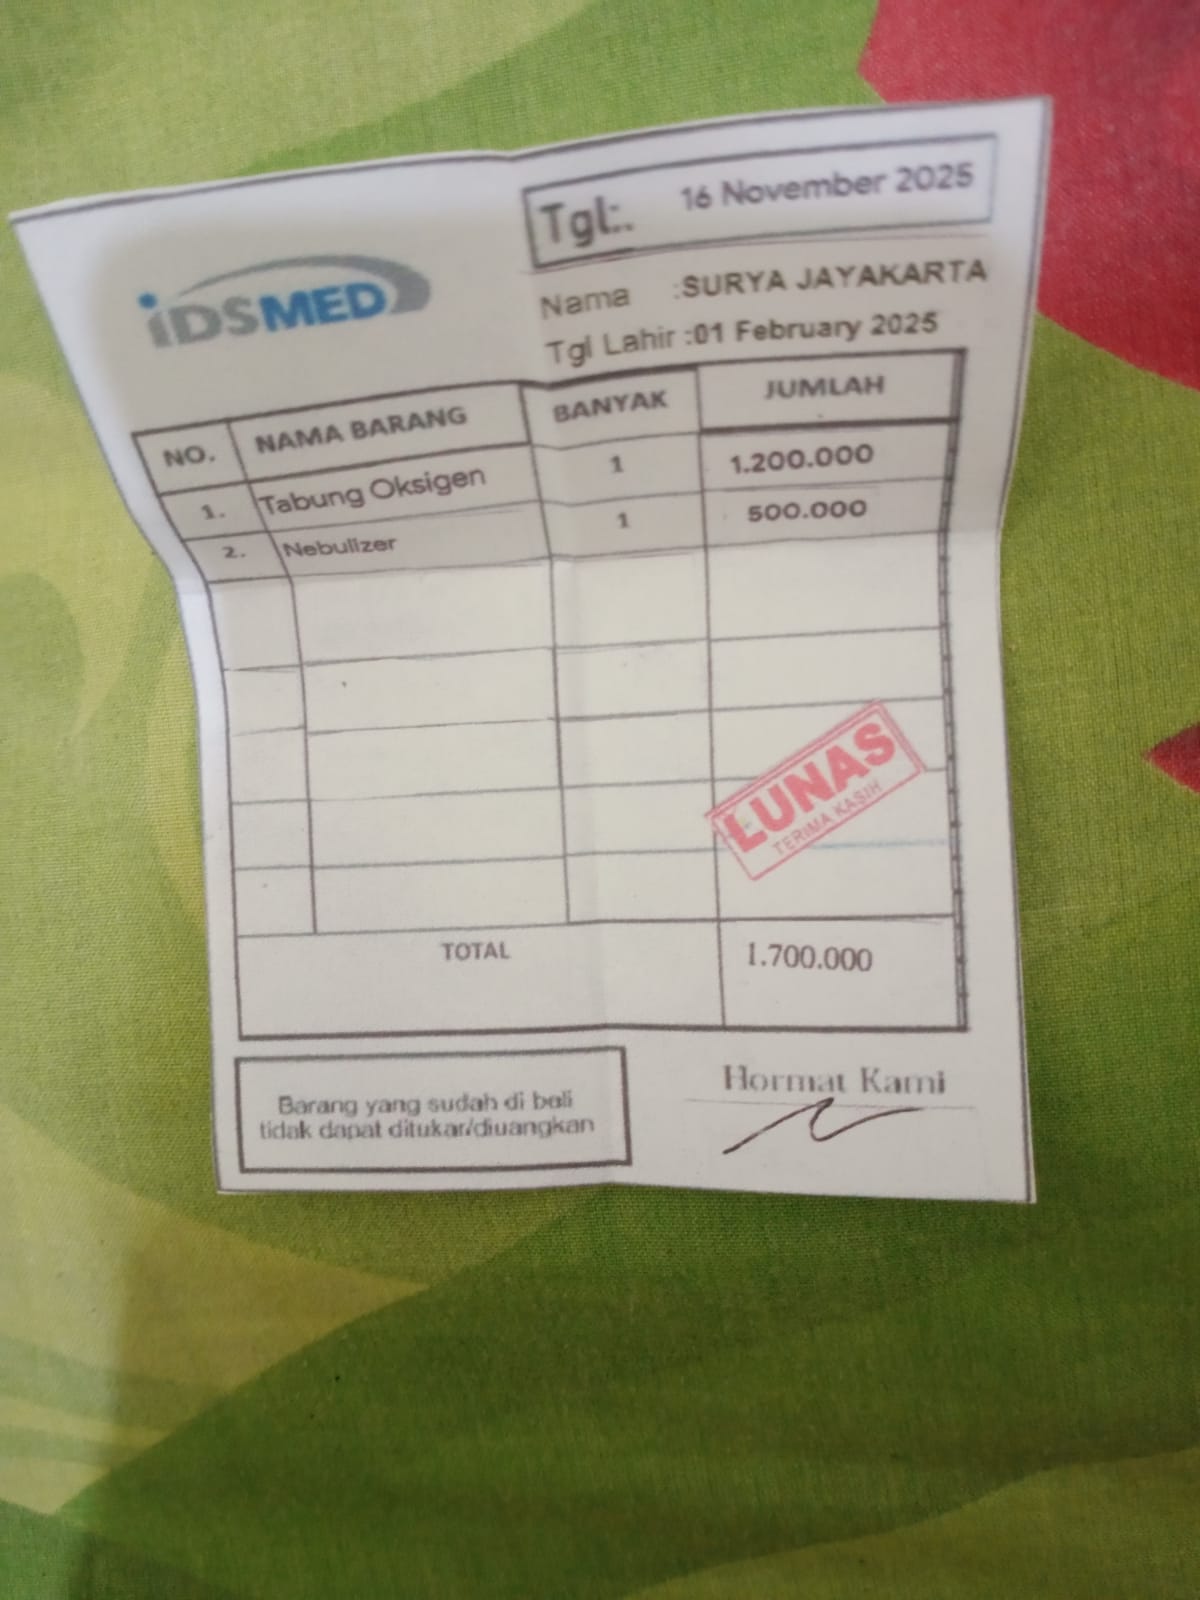 Tgl:. 16 November 2025
iDSMED
Nama :SURYA JAYAKARTA
Tgl Lahir :01 February 2025
NO. NAMA BARANG BANYAK JUMLAH
1. Tabung Oksigen 1 1.200.000
2. Nebulizer 1 500.000
LUNAS
TERIMA KASIH
TOTAL 1.700.000
Hormat Kami
Barang yang sudah di beli
tidak dapat ditukar/diuangkan